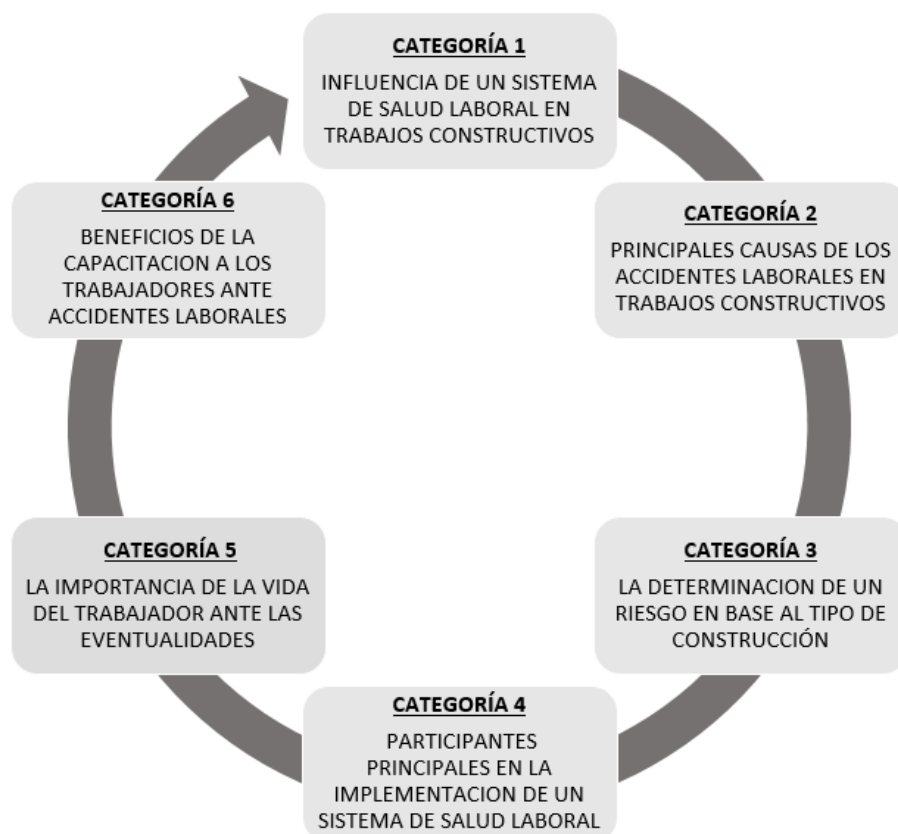 CATEGORÍA 1
INFLUENCIA DE UN SISTEMA
DE SALUD LABORAL EN
TRABAJOS CONSTRUCTIVOS
CATEGORÍA 2
PRINCIPALES CAUSAS DE LOS
ACCIDENTES LABORALES EN
TRABAJOS CONSTRUCTIVOS
CATEGORÍA 3
LA DETERMINACION DE UN
RIESGO EN BASE AL TIPO DE
CONSTRUCCIÓN
CATEGORÍA 4
PARTICIPANTES
PRINCIPALES EN LA
IMPLEMENTACION DE UN
SISTEMA DE SALUD LABORAL
CATEGORÍA 5
LA IMPORTANCIA DE LA VIDA
DEL TRABAJADOR ANTE LAS
EVENTUALIDADES
CATEGORÍA 6
BENEFICIOS DE LA
CAPACITACION A LOS
TRABAJADORES ANTE
ACCIDENTES LABORALES